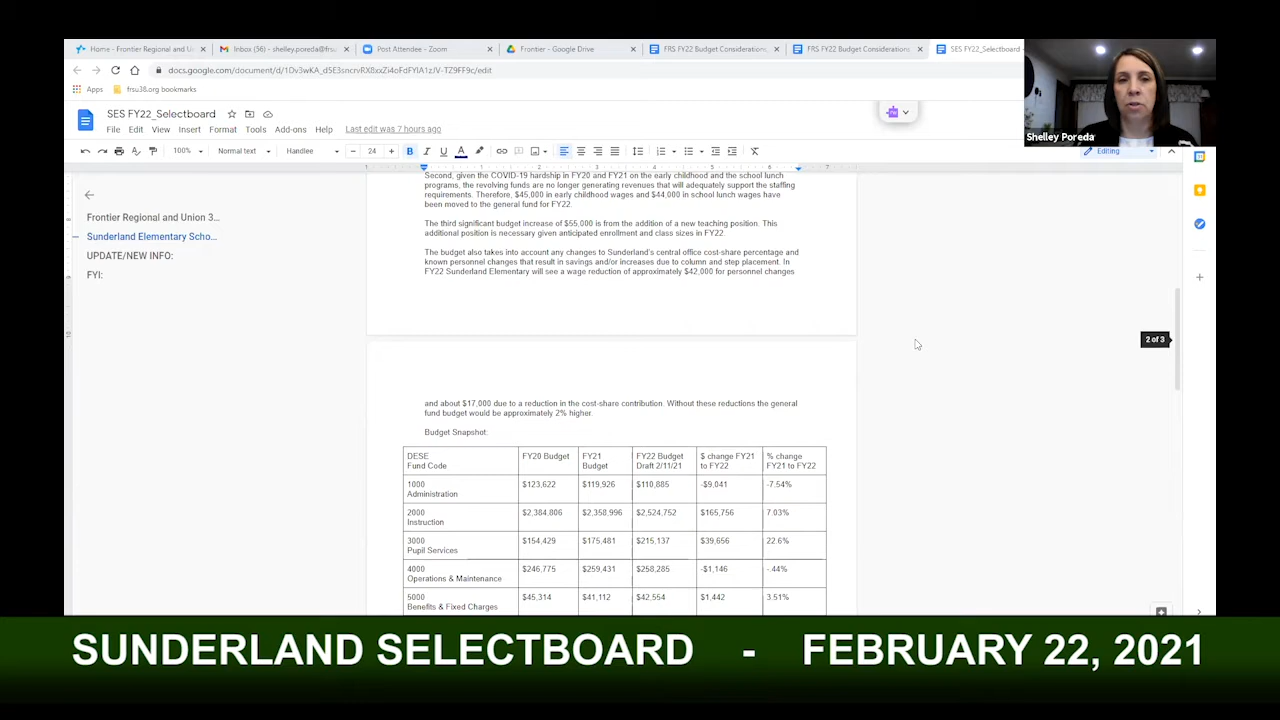 Home - Frontier Regional and Un
Inbox (56) - shelley.poreda@frsu
Post Attendee - Zoom
Frontier - Google Drive
FRS FY22 Budget Considerations
FRS FY22 Budget Considerations
SES FY22_Selectboard -
Apps
frsu38.org bookmarks
SES FY22_Selectboard
File Edit View Insert Format Tools Add-ons Help Last edit was 7 hours ago
100% Normal text Handlee 24
Editing
Shelley Poreda
Frontier Regional and Union 3...
Sunderland Elementary Scho...
UPDATE/NEW INFO:
FYI:
Second, given the COVID-19 hardship in FY20 and FY21 on the early childhood and the school lunch
programs, the revolving funds are no longer generating revenues that will adequately support the staffing
requirements. Therefore, $45,000 in early childhood wages and $44,000 in school lunch wages have
been moved to the general fund for FY22.
The third significant budget increase of $55,000 is from the addition of a new teaching position. This
additional position is necessary given anticipated enrollment and class sizes in FY22.
The budget also takes into account any changes to Sunderland's central office cost-share percentage and
known personnel changes that result in savings and/or increases due to column and step placement. In
FY22 Sunderland Elementary will see a wage reduction of approximately $42,000 for personnel changes
2 of 3
and about $17,000 due to a reduction in the cost-share contribution. Without these reductions the general
fund budget would be approximately 2% higher.
Budget Snapshot:
DESE Fund Code FY20 Budget FY21 Budget FY22 Budget Draft 2/11/21 $ change FY21 to FY22 % change FY21 to FY22
1000 Administration $123,622 $119,926 $110,885 -$9,041 -7.54%
2000 Instruction $2,384,806 $2,358,996 $2,524,752 $165,756 7.03%
3000 Pupil Services $154,429 $175,481 $215,137 $39,656 22.6%
4000 Operations & Maintenance $246,775 $259,431 $258,285 -$1,146 -.44%
5000 Benefits & Fixed Charges $45,314 $41,112 $42,554 $1,442 3.51%
SUNDERLAND SELECTBOARD - FEBRUARY 22, 2021